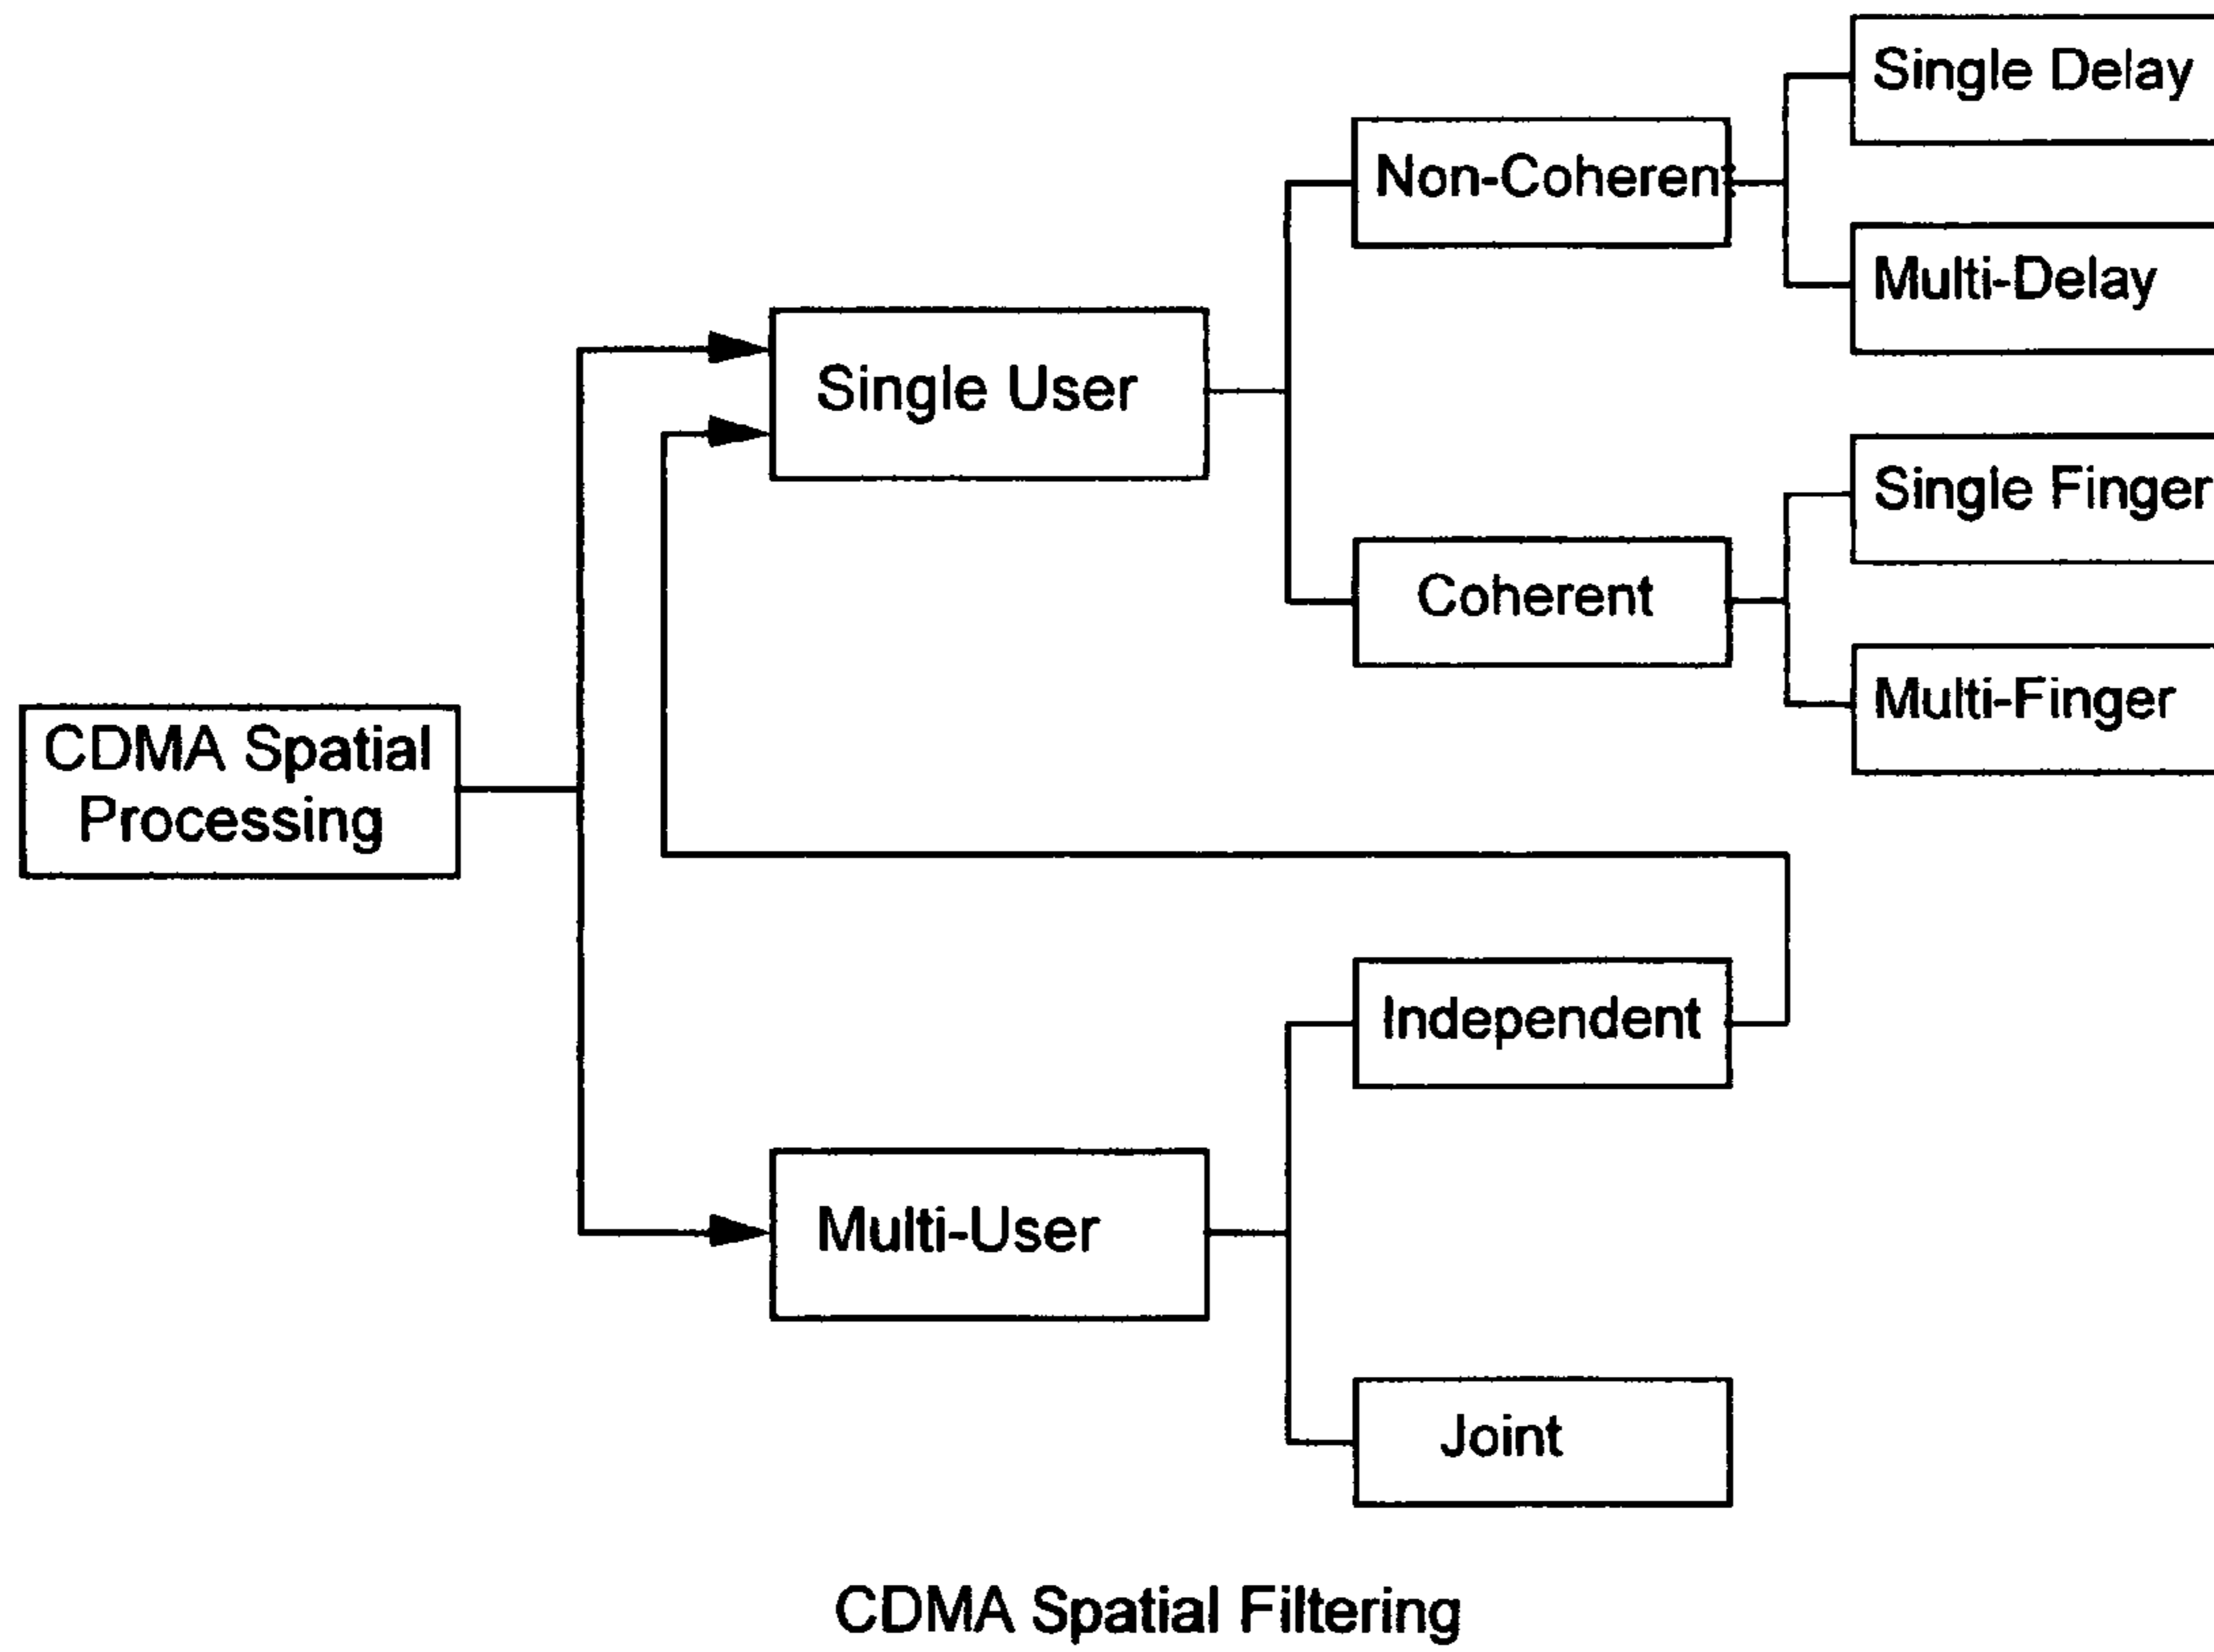 Single Delay
Non-Coherent
Multi-Delay
Single User
Single Finger
Coherent
Multi-Finger
CDMA Spatial
Processing
Independent
Multi-User
Joint
CDMA Spatial Filtering